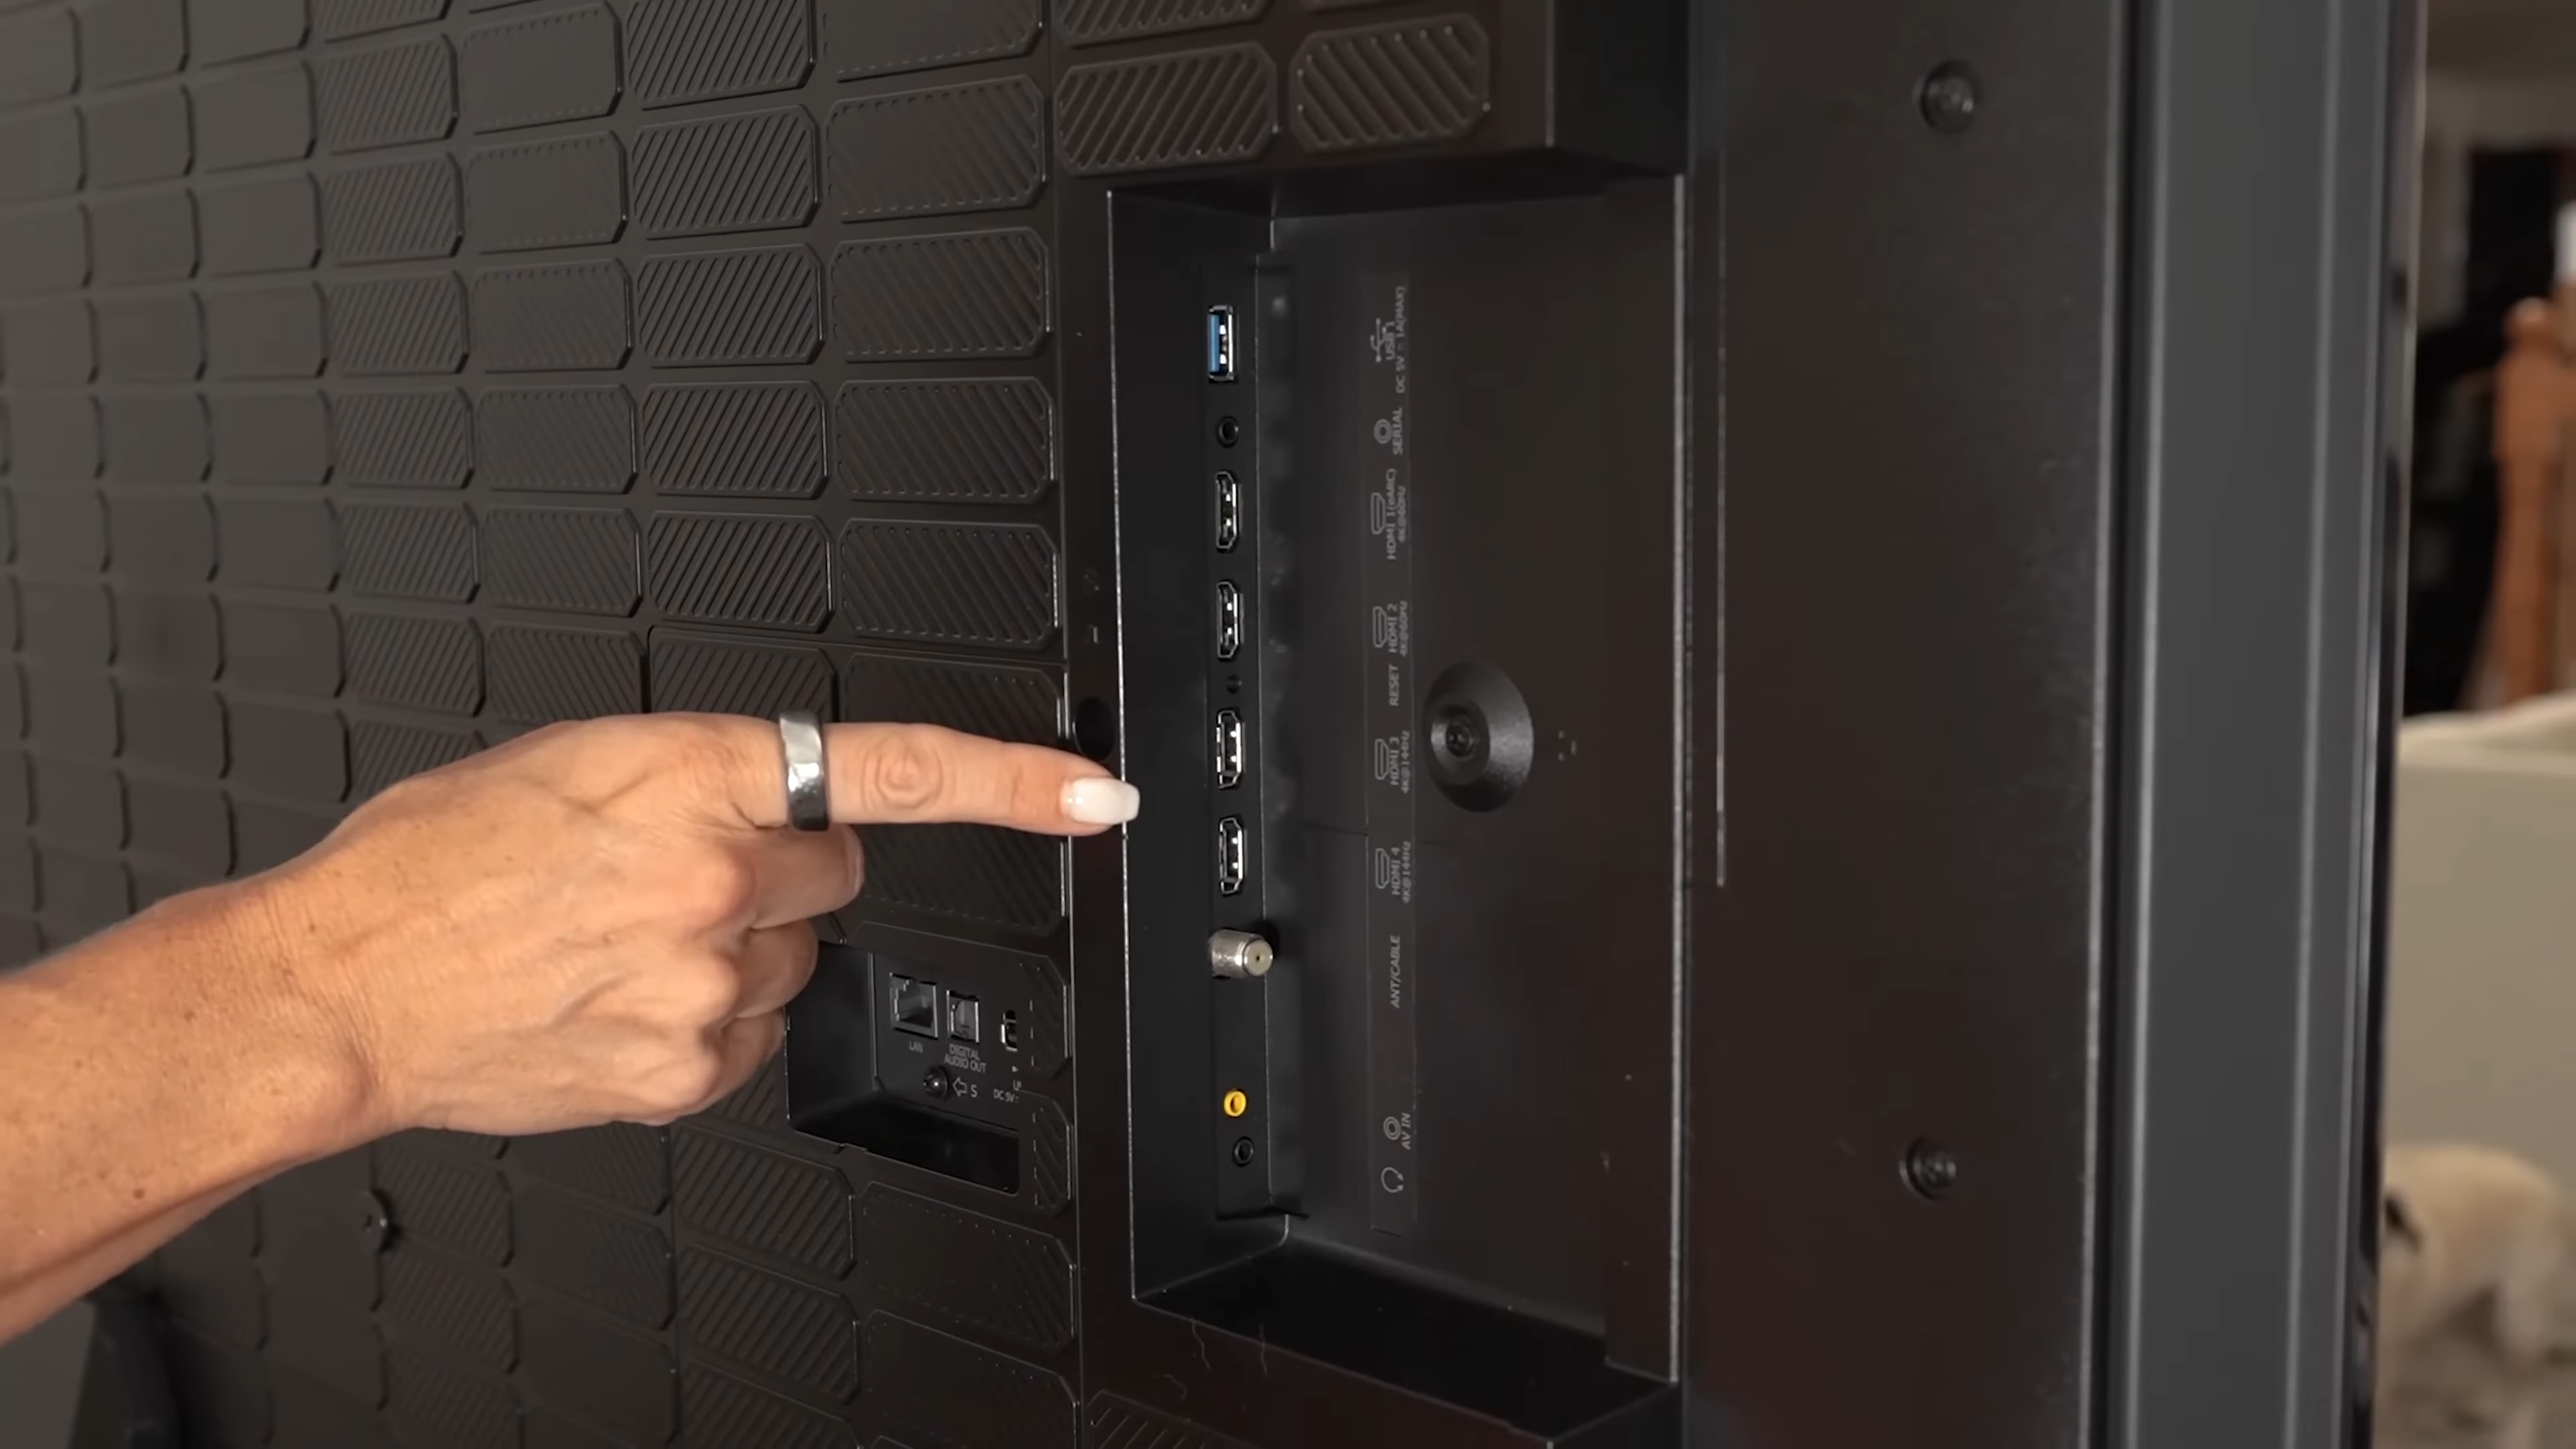 USB
DC 5V ⎓ 1A(MAX)
SERIAL
HDMI 1(eARC)
4K@60Hz
HDMI 2
4K@60Hz
RESET
HDMI 3
4K@144Hz
HDMI 4
4K@144Hz
ANT/CABLE
AV IN
LAN
DIGITAL
AUDIO OUT
S
DC 5V